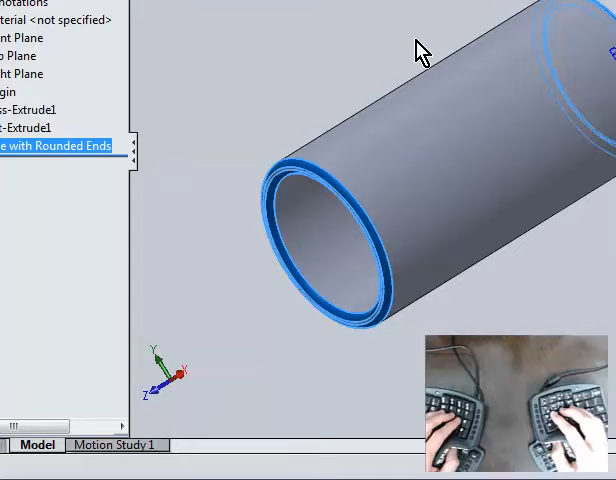 notations
terial <not specified>
nt Plane
p Plane
ht Plane
gin
ss-Extrude1
t-Extrude1
e with Rounded Ends
Y
X
Z
Model
Motion Study 1